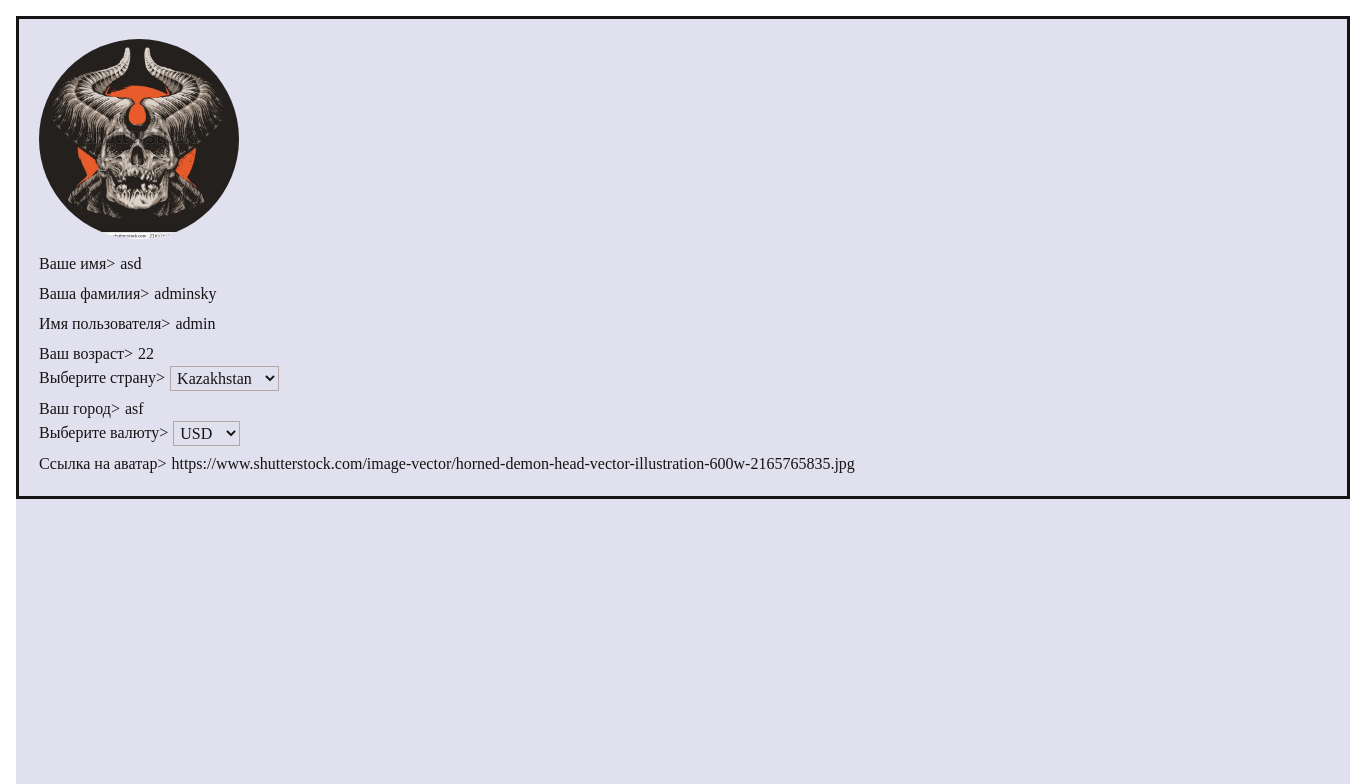 Ваше имя> asd
Ваша фамилия> adminsky
Имя пользователя> admin
Ваш возраст> 22
Выберите страну> Kazakhstan
Ваш город> asf
Выберите валюту> USD
Ссылка на аватар> https://www.shutterstock.com/image-vector/horned-demon-head-vector-illustration-600w-2165765835.jpg